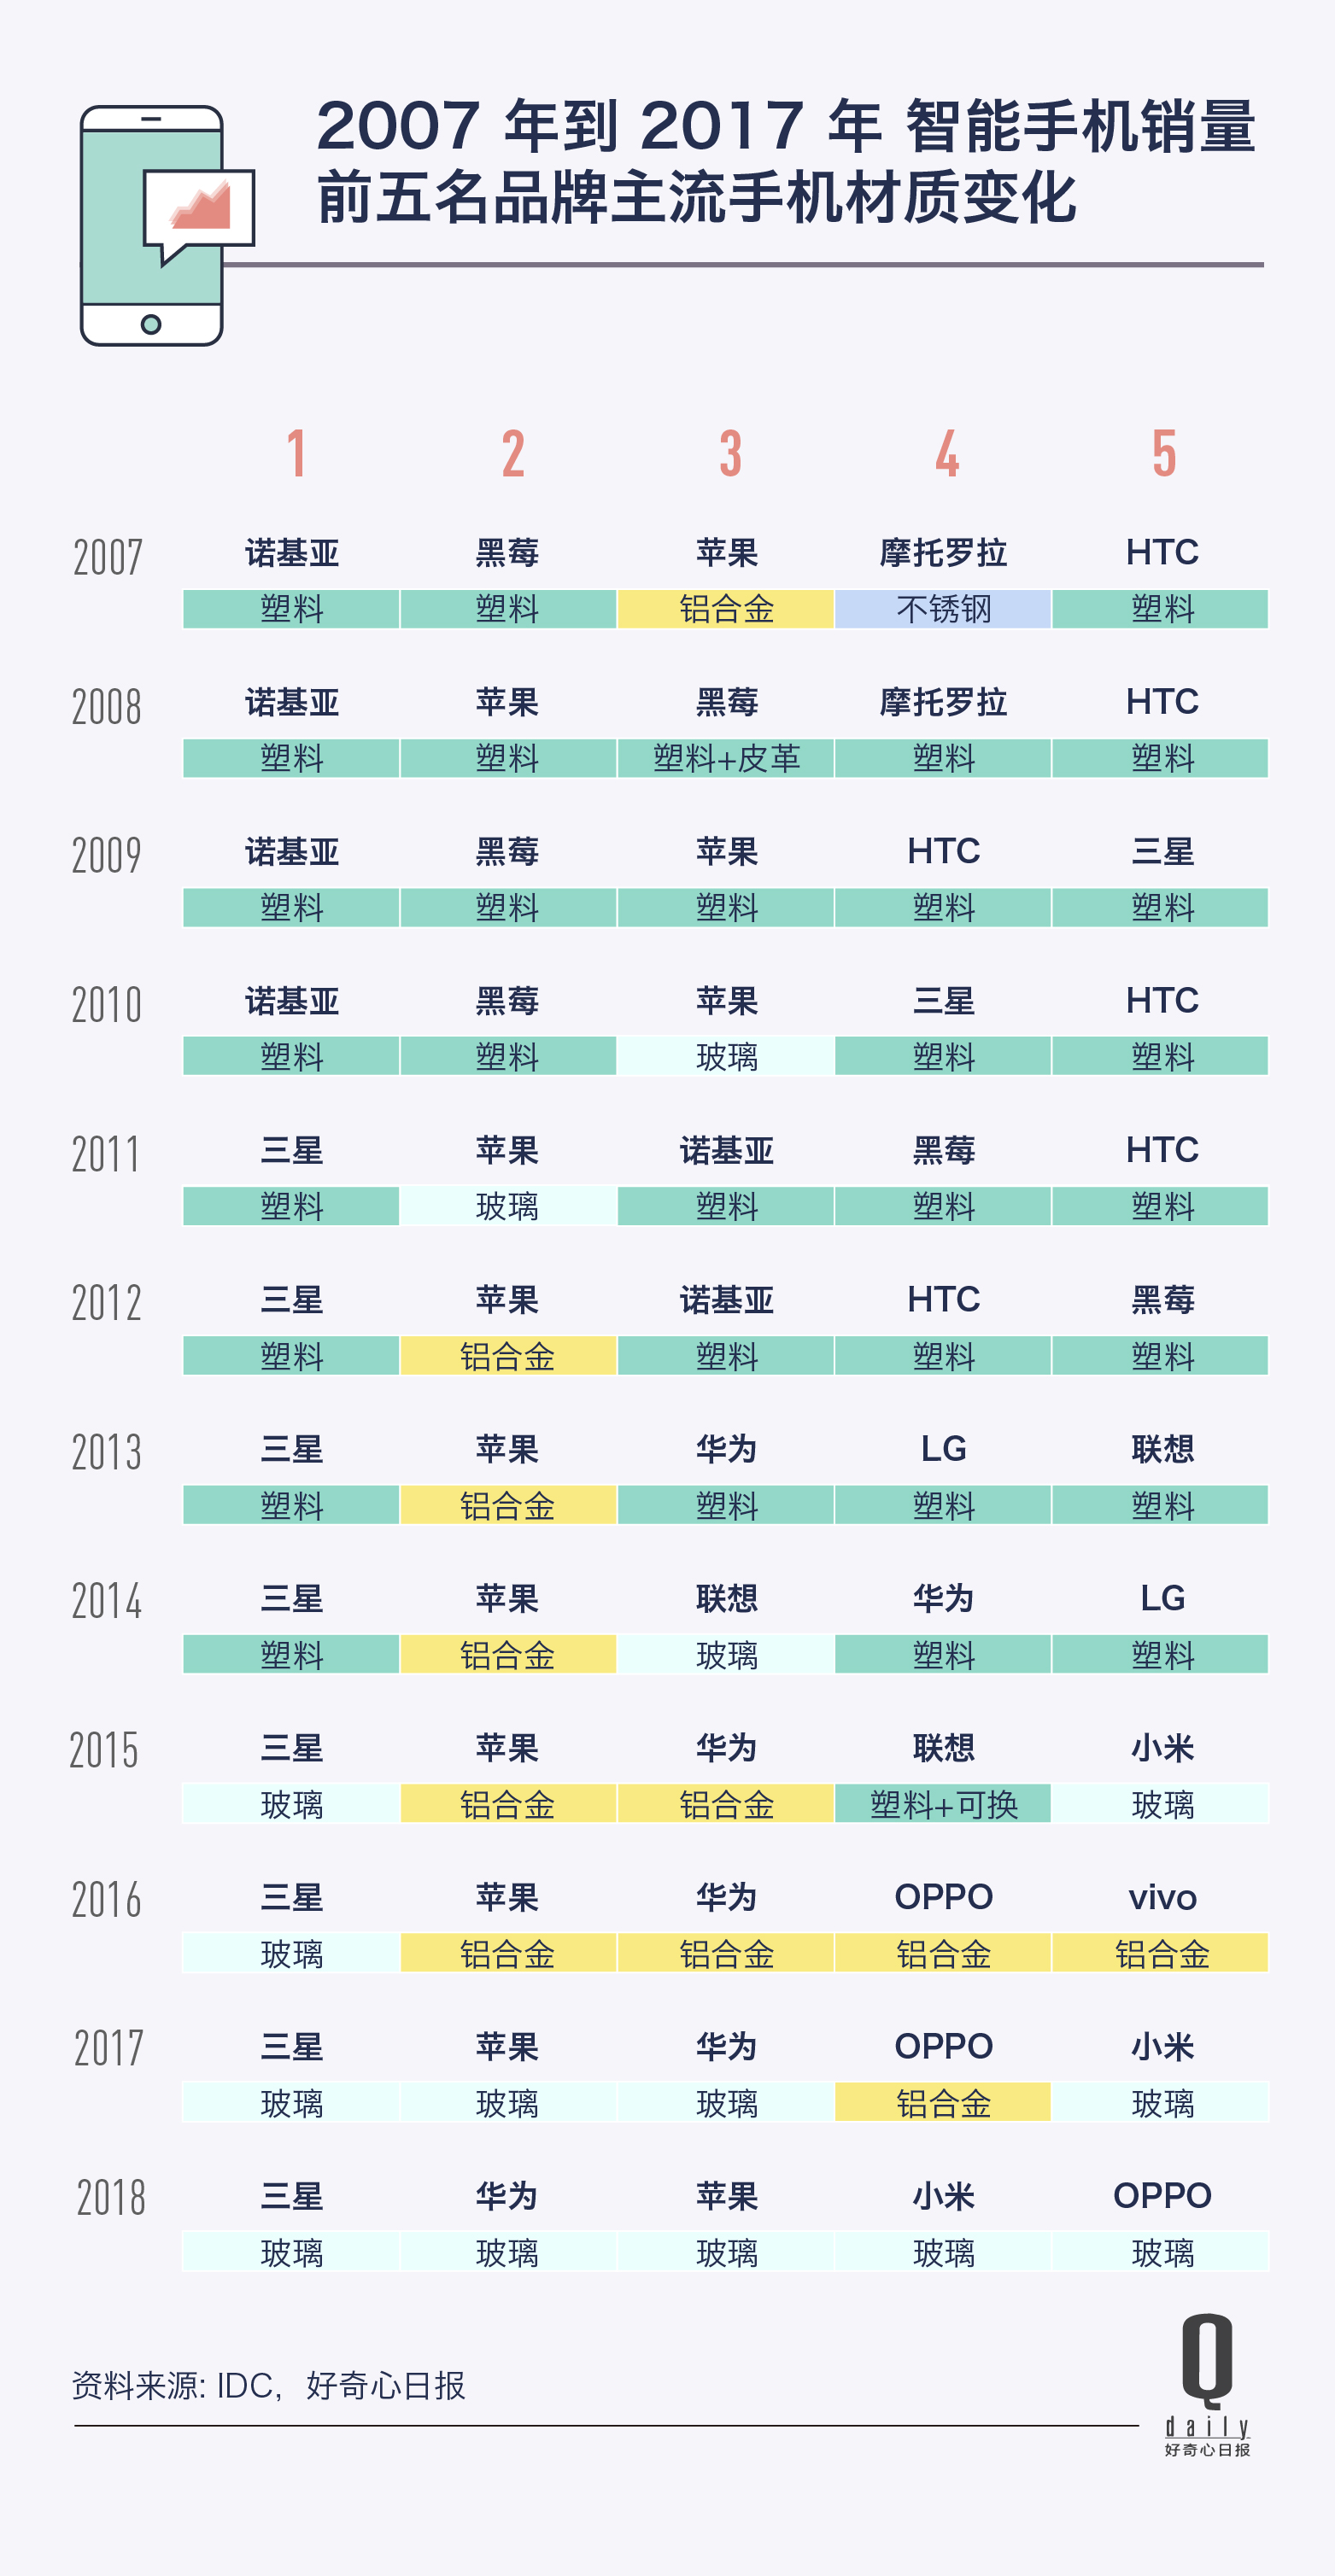 2007 年到 2017 年 智能手机销量
前五名品牌主流手机材质变化
1 2 3 4 5
2007 诺基亚 黑莓 苹果 摩托罗拉 HTC
塑料 塑料 铝合金 不锈钢 塑料
2008 诺基亚 苹果 黑莓 摩托罗拉 HTC
塑料 塑料 塑料+皮革 塑料 塑料
2009 诺基亚 黑莓 苹果 HTC 三星
塑料 塑料 塑料 塑料 塑料
2010 诺基亚 黑莓 苹果 三星 HTC
塑料 塑料 玻璃 塑料 塑料
2011 三星 苹果 诺基亚 黑莓 HTC
塑料 玻璃 塑料 塑料 塑料
2012 三星 苹果 诺基亚 HTC 黑莓
塑料 铝合金 塑料 塑料 塑料
2013 三星 苹果 华为 LG 联想
塑料 铝合金 塑料 塑料 塑料
2014 三星 苹果 联想 华为 LG
塑料 铝合金 玻璃 塑料 塑料
2015 三星 苹果 华为 联想 小米
玻璃 铝合金 铝合金 塑料+可换 玻璃
2016 三星 苹果 华为 OPPO vivo
玻璃 铝合金 铝合金 铝合金 铝合金
2017 三星 苹果 华为 OPPO 小米
玻璃 玻璃 玻璃 铝合金 玻璃
2018 三星 华为 苹果 小米 OPPO
玻璃 玻璃 玻璃 玻璃 玻璃
资料来源: IDC，好奇心日报
Q
daily
好奇心日报